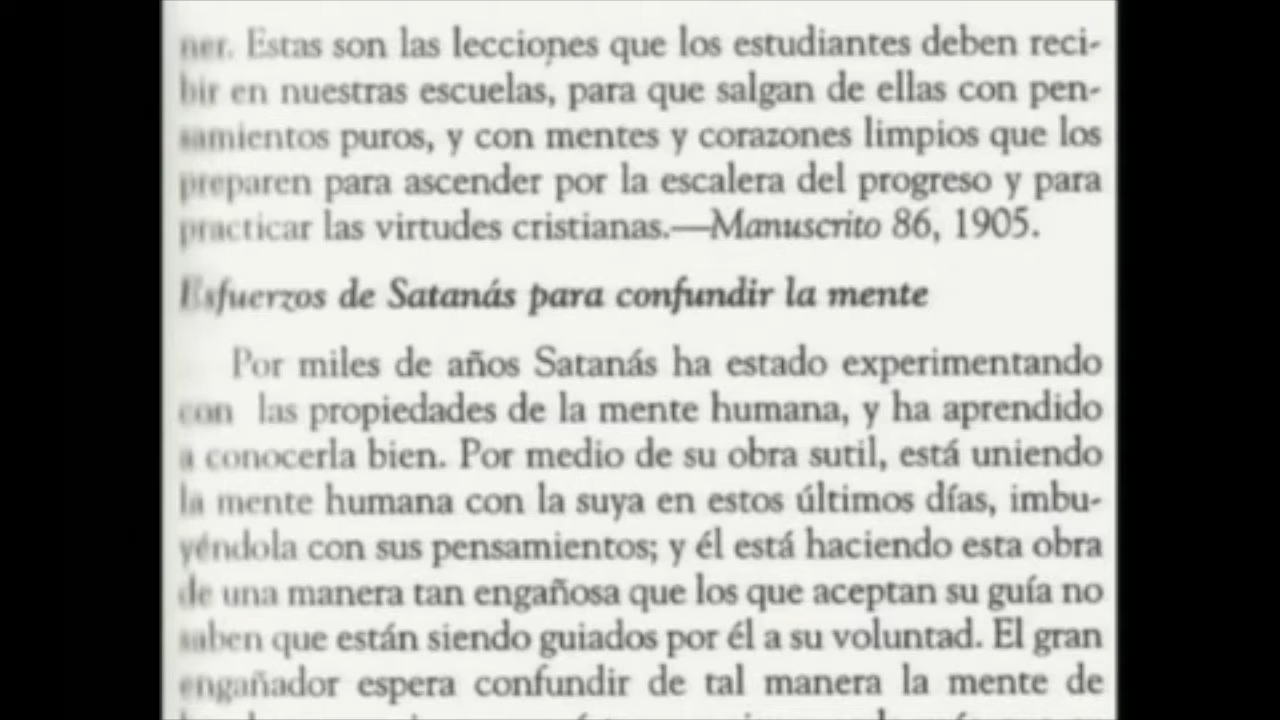 ner. Estas son las lecciones que los estudiantes deben reci-
bir en nuestras escuelas, para que salgan de ellas con pen-
samientos puros, y con mentes y corazones limpios que los
preparen para ascender por la escalera del progreso y para
practicar las virtudes cristianas.—Manuscrito 86, 1905.
Esfuerzos de Satanás para confundir la mente
Por miles de años Satanás ha estado experimentando
con las propiedades de la mente humana, y ha aprendido
a conocerla bien. Por medio de su obra sutil, está uniendo
la mente humana con la suya en estos últimos días, imbu-
yéndola con sus pensamientos; y él está haciendo esta obra
de una manera tan engañosa que los que aceptan su guía no
saben que están siendo guiados por él a su voluntad. El gran
engañador espera confundir de tal manera la mente de